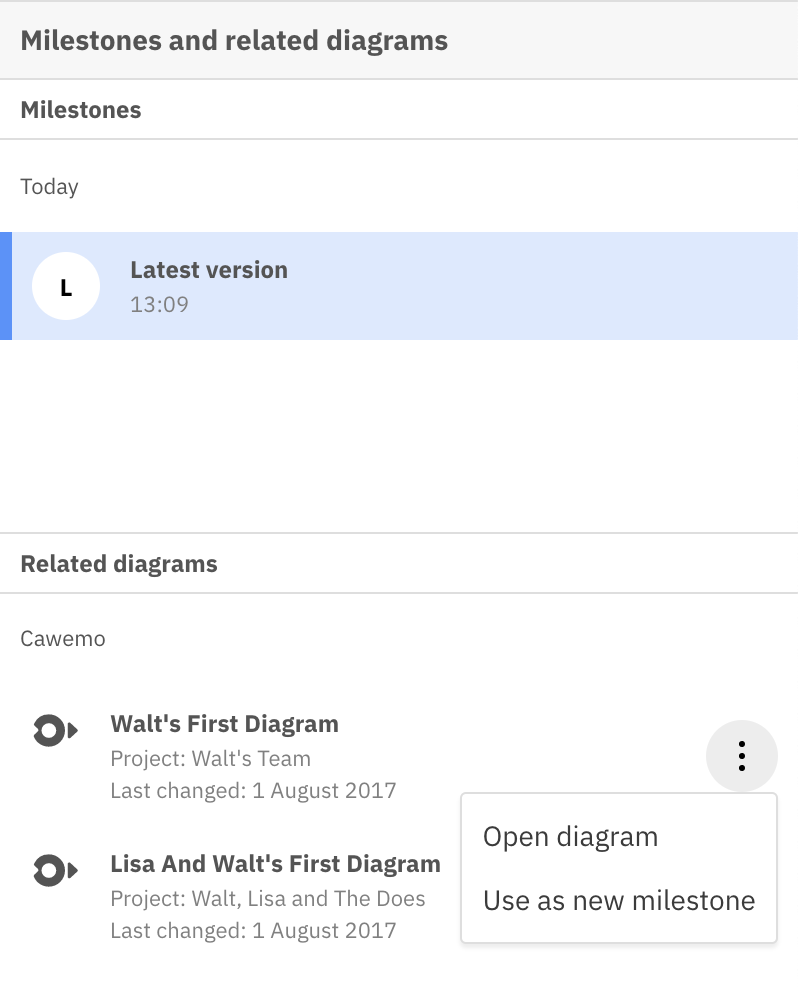 Milestones and related diagrams
Milestones
Today
L
Latest version
13:09
Related diagrams
Cawemo
Walt's First Diagram
Project: Walt's Team
Last changed: 1 August 2017
Open diagram
Use as new milestone
Lisa And Walt's First Diagram
Project: Walt, Lisa and The Does
Last changed: 1 August 2017